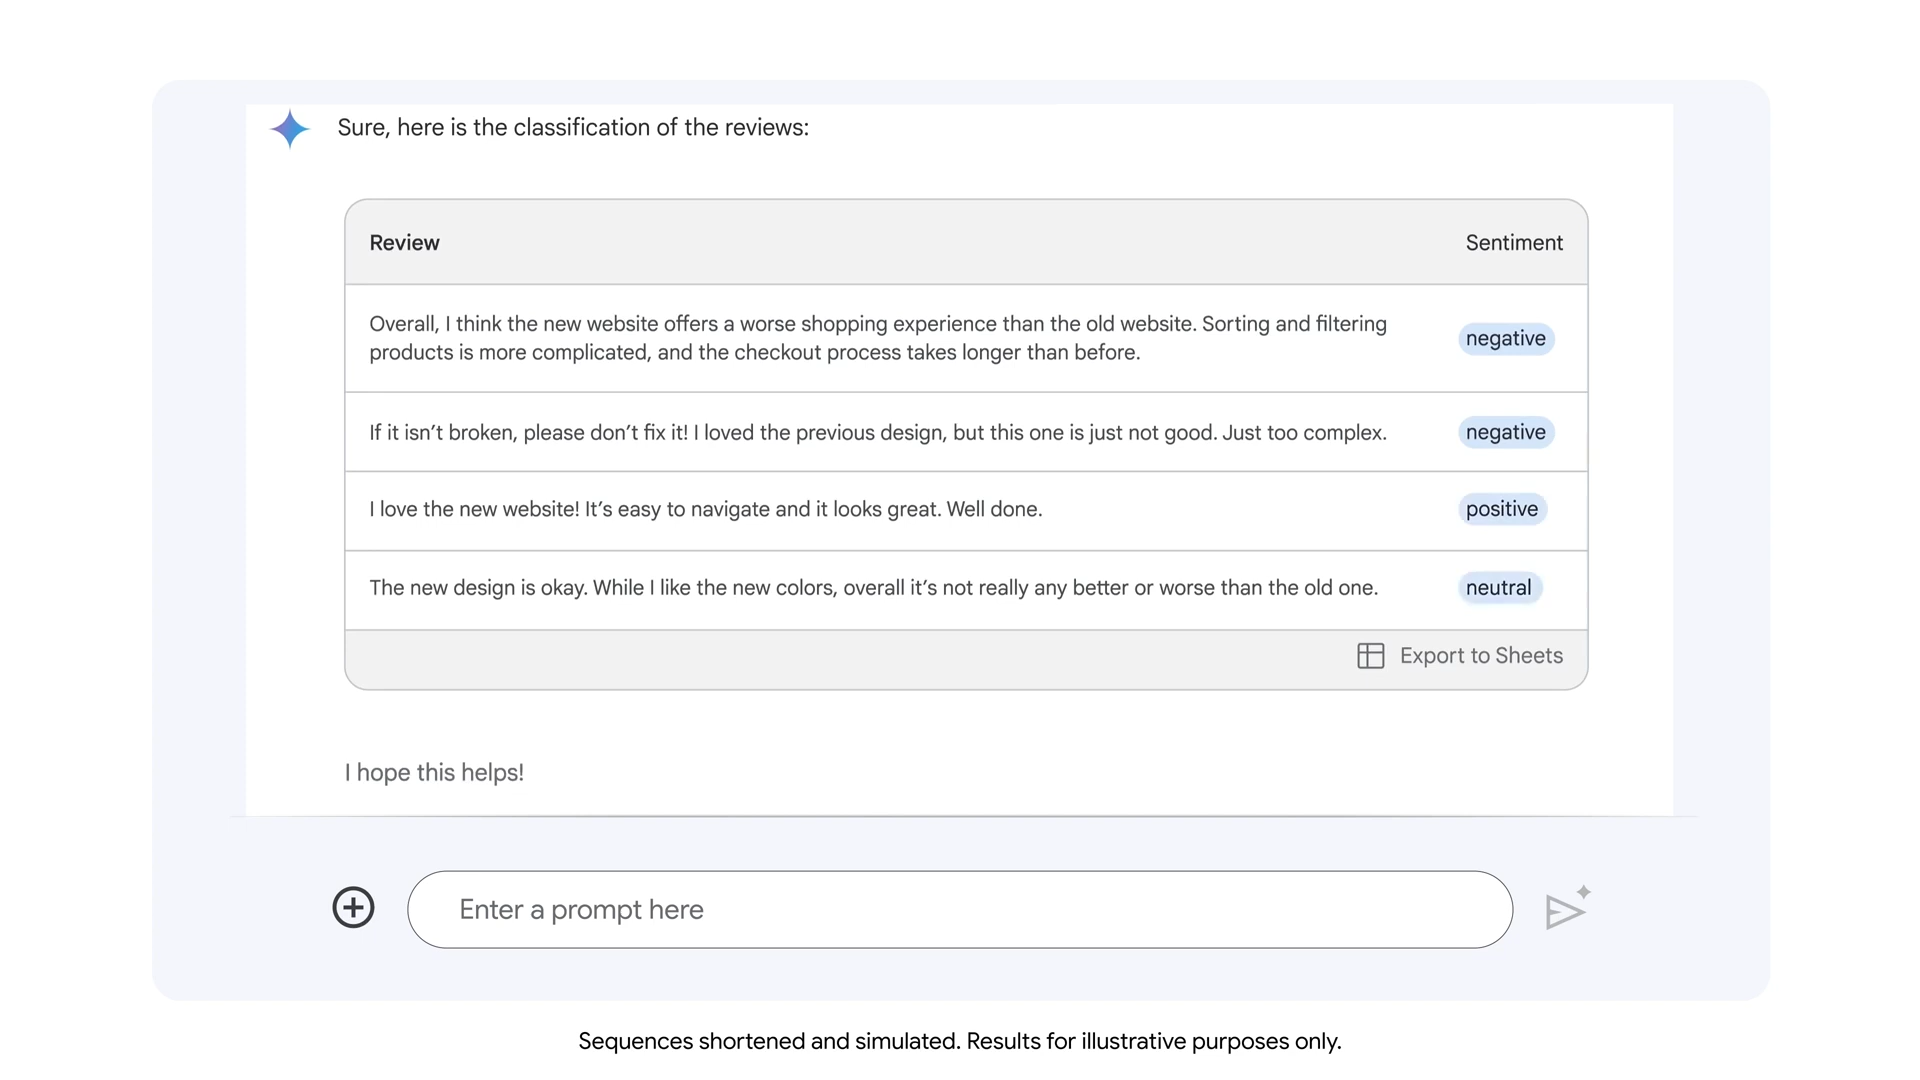 Sure, here is the classification of the reviews:
Review
Sentiment
Overall, I think the new website offers a worse shopping experience than the old website. Sorting and filtering
products is more complicated, and the checkout process takes longer than before.
negative
If it isn’t broken, please don’t fix it! I loved the previous design, but this one is just not good. Just too complex.
negative
I love the new website! It’s easy to navigate and it looks great. Well done.
positive
The new design is okay. While I like the new colors, overall it’s not really any better or worse than the old one.
neutral
Export to Sheets
I hope this helps!
Enter a prompt here
Sequences shortened and simulated. Results for illustrative purposes only.